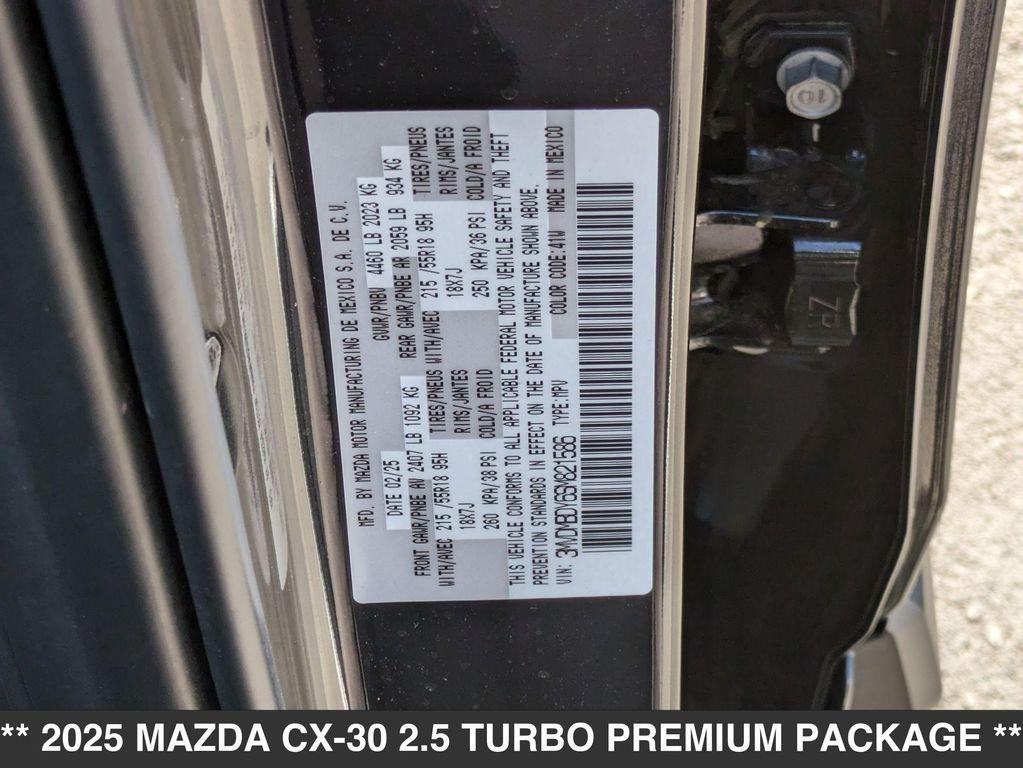 MFD. BY MAZDA MOTOR MANUFACTURING DE MEXICO S.A. DE C.V.
DATE 02/25 GVWR/PNBV 4460 LB 2023 KG
FRONT GAWR/PNBE AV 2407 LB 1092 KG REAR GAWR/PNBE AR 2059 LB 934 KG
WITH/AVEC 215 /55R18 95H TIRES/PNEUS WITH/AVEC 215 /55R18 95H TIRES/PNEUS
18X7J RIMS/JANTES 18X7J RIMS/JANTES
260 KPA/38 PSI COLD/A FROID 250 KPA/36 PSI COLD/A FROID
THIS VEHICLE CONFORMS TO ALL APPLICABLE FEDERAL MOTOR VEHICLE SAFETY AND THEFT
PREVENTION STANDARDS IN EFFECT ON THE DATE OF MANUFACTURE SHOWN ABOVE.
VIN: 3MVDMBDY6SM821586 TYPE:MPV COLOR CODE:41W MADE IN MEXICO
** 2025 MAZDA CX-30 2.5 TURBO PREMIUM PACKAGE **